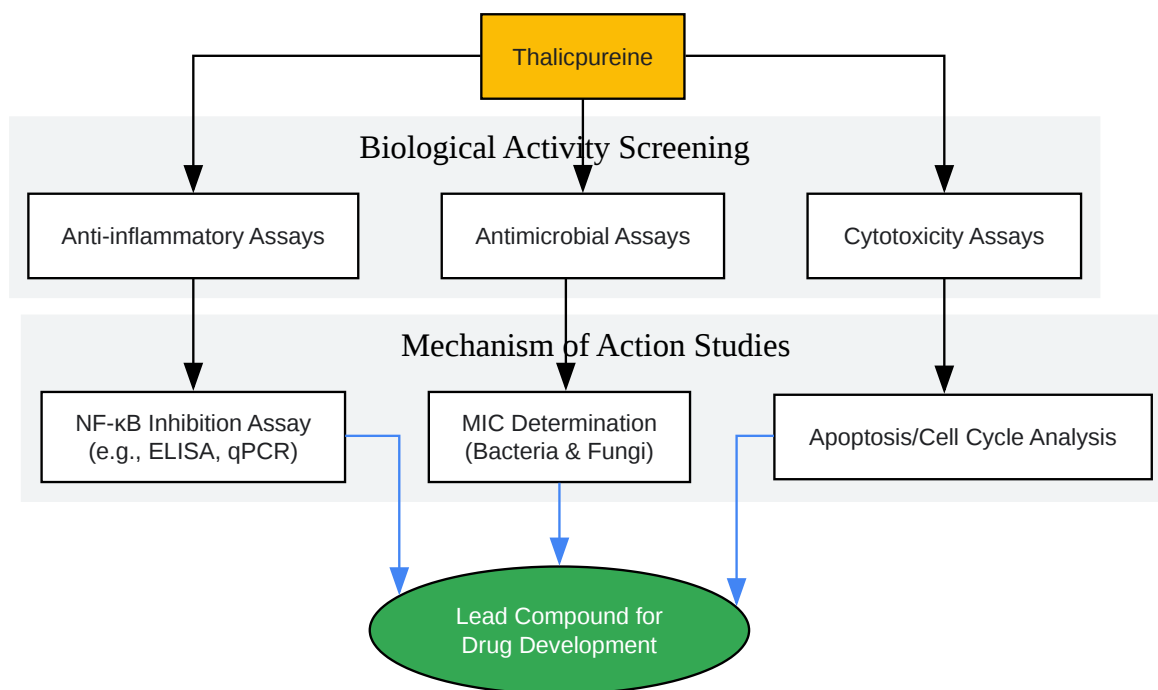 Thalicpureine
Biological Activity Screening
Anti-inflammatory Assays
Antimicrobial Assays
Cytotoxicity Assays
Mechanism of Action Studies
NF-κB Inhibition Assay
(e.g., ELISA, qPCR)
MIC Determination
(Bacteria & Fungi)
Apoptosis/Cell Cycle Analysis
Lead Compound for
Drug Development